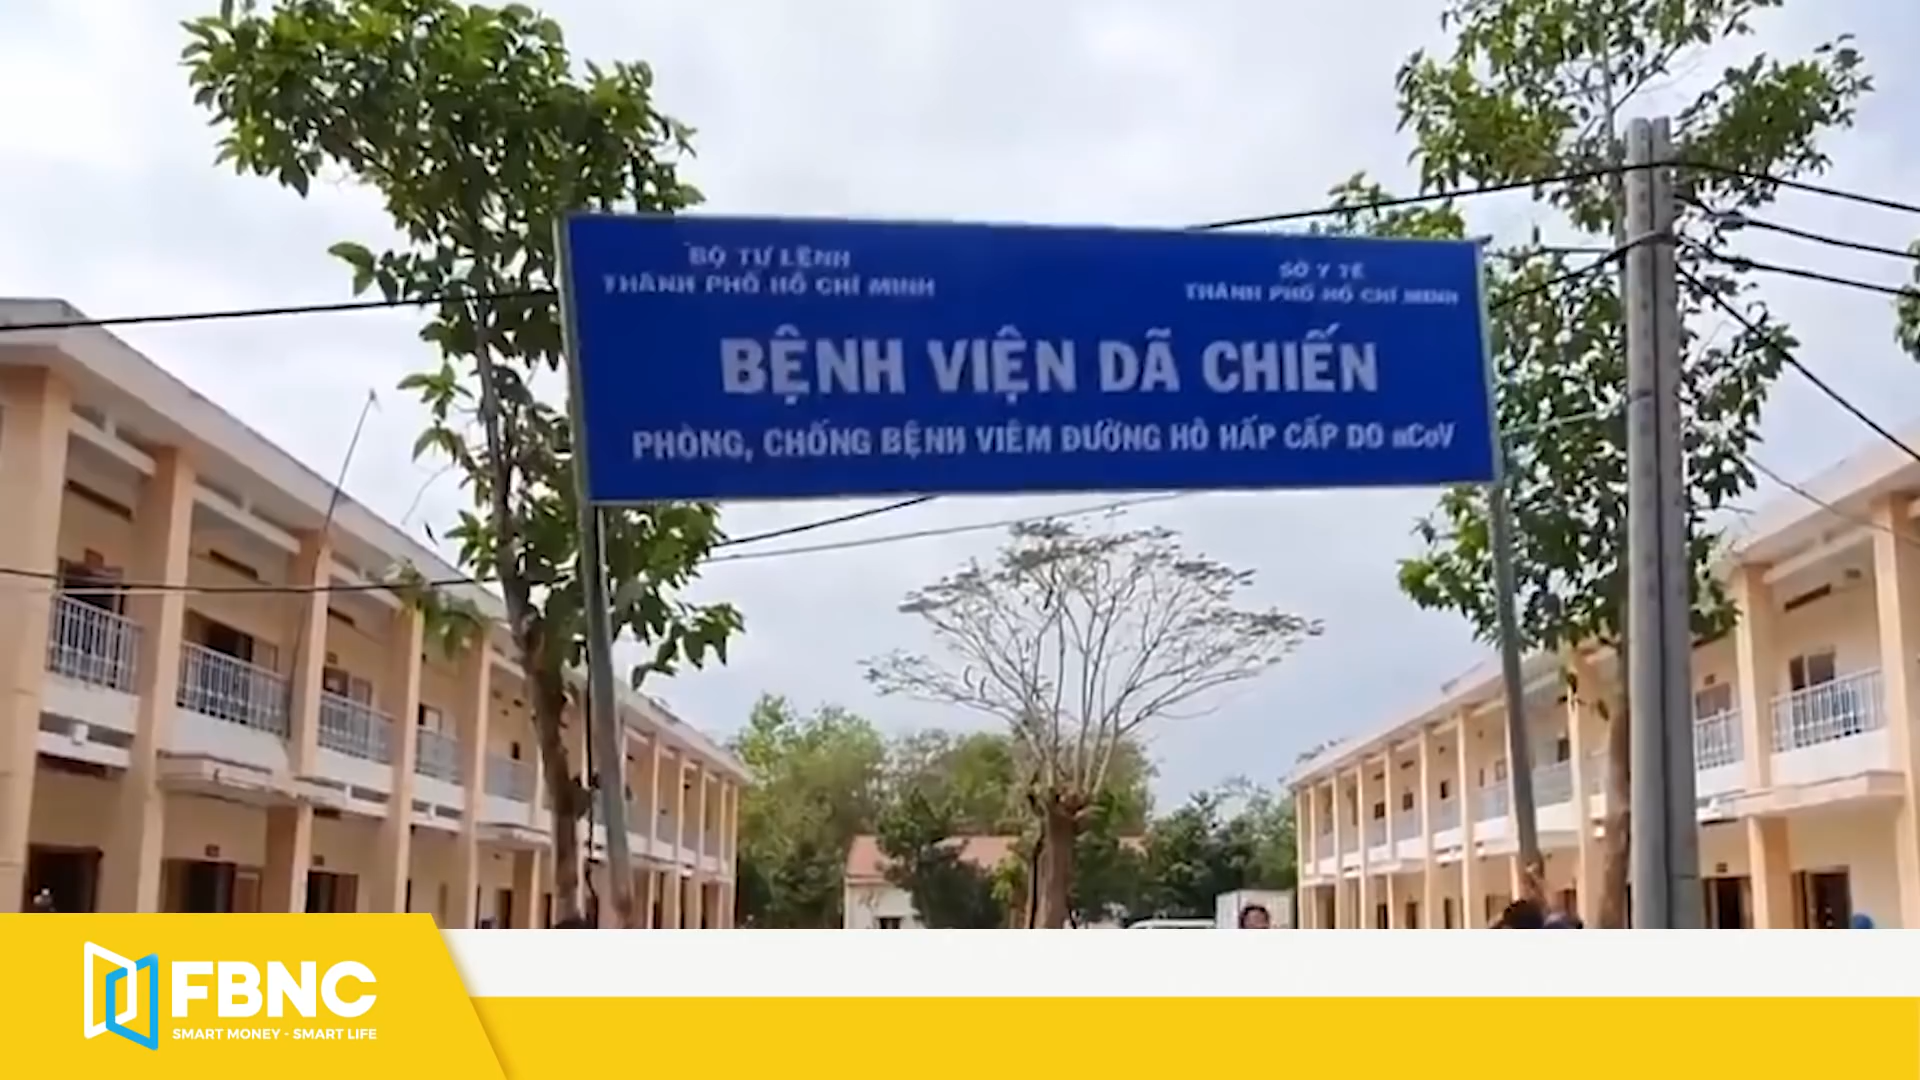 BỘ TƯ LỆNH
THÀNH PHỐ HỒ CHÍ MINH
SỞ Y TẾ
THÀNH PHỐ HỒ CHÍ MINH
BỆNH VIỆN DÃ CHIẾN
PHÒNG, CHỐNG BỆNH VIÊM ĐƯỜNG HÔ HẤP CẤP DO nCoV
FBNC
SMART MONEY - SMART LIFE